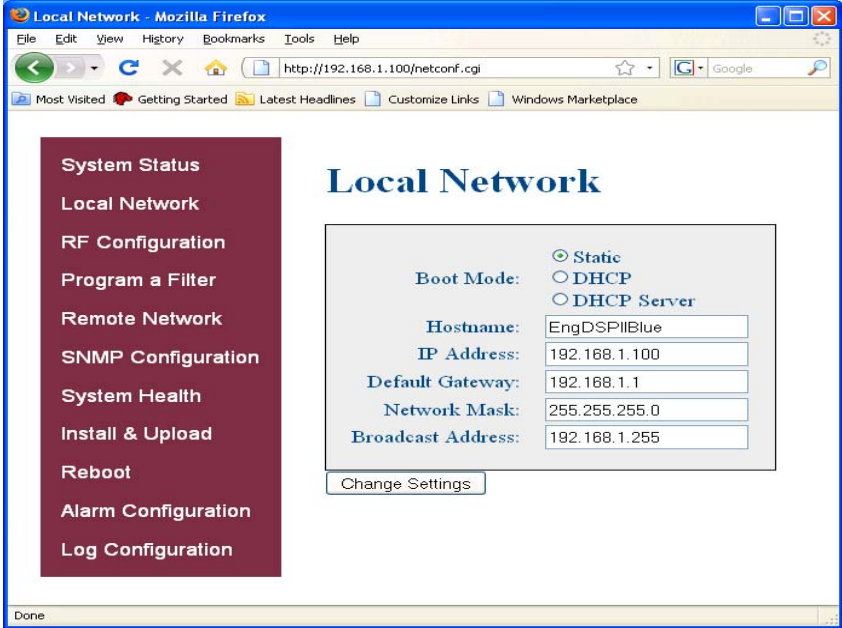 Local Network - Mozilla Firefox
File Edit View History Bookmarks Tools Help
http://192.168.1.100/netconf.cgi
G Google
Most Visited Getting Started Latest Headlines Customize Links Windows Marketplace
System Status
Local Network
RF Configuration
Program a Filter
Remote Network
SNMP Configuration
System Health
Install & Upload
Reboot
Alarm Configuration
Log Configuration
Local Network
Boot Mode:
Static
DHCP
DHCP Server
Hostname: EngDSPIIBlue
IP Address: 192.168.1.100
Default Gateway: 192.168.1.1
Network Mask: 255.255.255.0
Broadcast Address: 192.168.1.255
Change Settings
Done